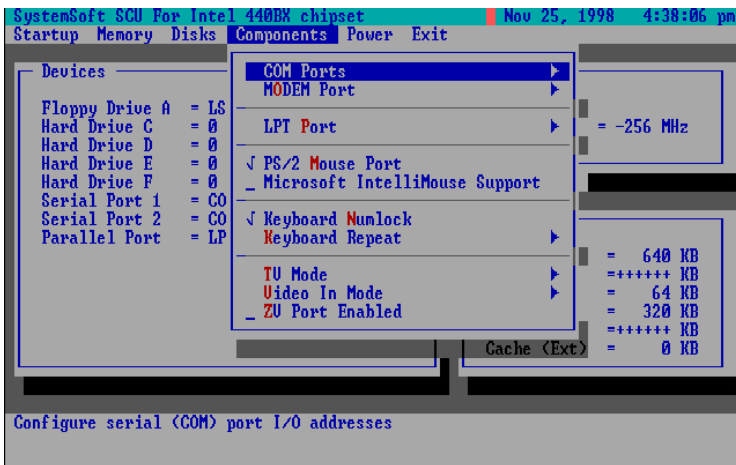 SystemSoft SCU For Intel 440BX chipset Nov 25, 1998 4:38:06 pm
Startup Memory Disks Components Power Exit
Devices
Floppy Drive A = LS
Hard Drive C = 0
Hard Drive D = 0
Hard Drive E = 0
Hard Drive F = 0
Serial Port 1 = CO
Serial Port 2 = CO
Parallel Port = LP
COM Ports
MODEM Port
LPT Port
√ PS/2 Mouse Port
_ Microsoft IntelliMouse Support
√ Keyboard Numlock
Keyboard Repeat
TV Mode
Video In Mode
_ ZV Port Enabled
= -256 MHz
= 640 KB
=++++++ KB
= 64 KB
= 320 KB
=++++++ KB
Cache (Ext) = 0 KB
Configure serial (COM) port I/O addresses